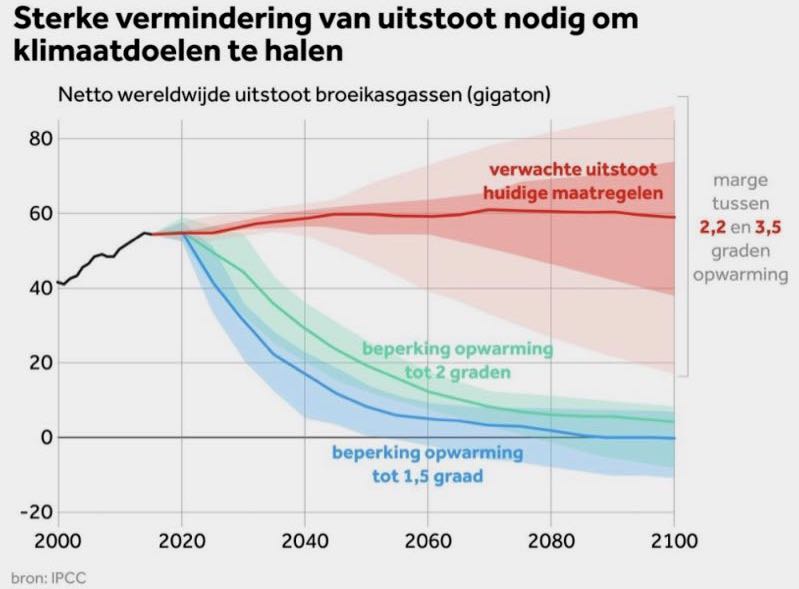 Sterke vermindering van uitstoot nodig om
klimaatdoelen te halen
Netto wereldwijde uitstoot broeikasgassen (gigaton)
80
60
40
20
0
-20
verwachte uitstoot
huidige maatregelen
marge
tussen
2,2 en 3,5
graden
opwarming
beperking opwarming
tot 2 graden
beperking opwarming
tot 1,5 graad
2000
2020
2040
2060
2080
2100
bron: IPCC